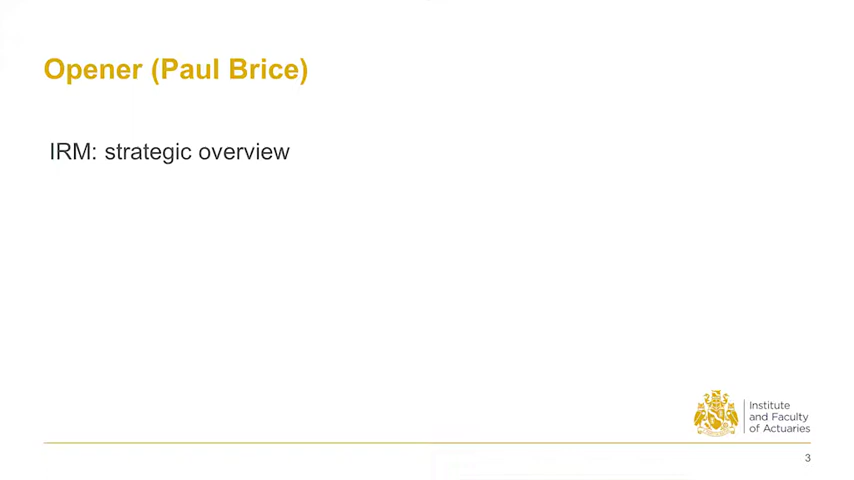 Opener (Paul Brice)
IRM: strategic overview
Institute
and Faculty
of Actuaries
3